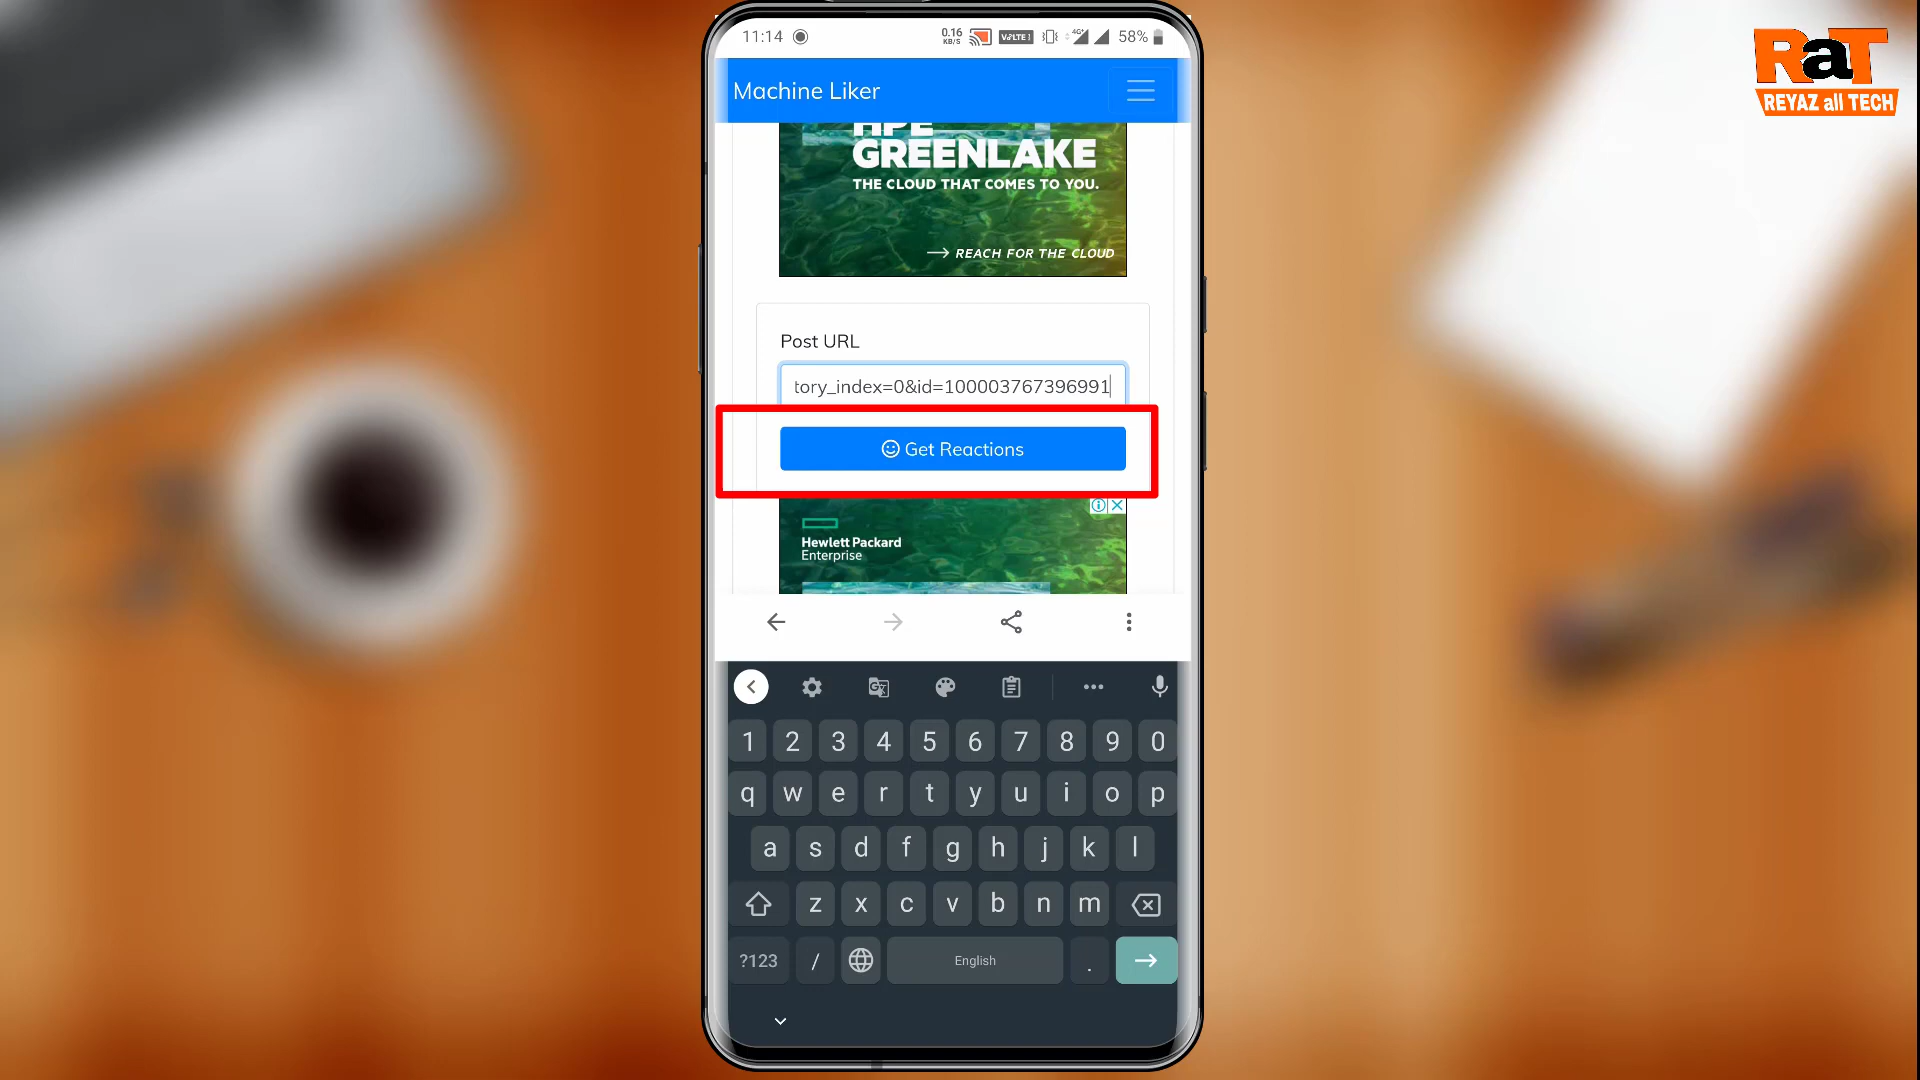 11:14
0.16
KB/S
VoLTE 1
4G+
58%
RaT
REYAZ all TECH
Machine Liker
HPE
GREENLAKE
THE CLOUD THAT COMES TO YOU.
REACH FOR THE CLOUD
Post URL
tory_index=0&id=100003767396991
Get Reactions
Hewlett Packard
Enterprise
1 2 3 4 5 6 7 8 9 0
q w e r t y u i o p
a s d f g h j k l
z x c v b n m
?123 / English .